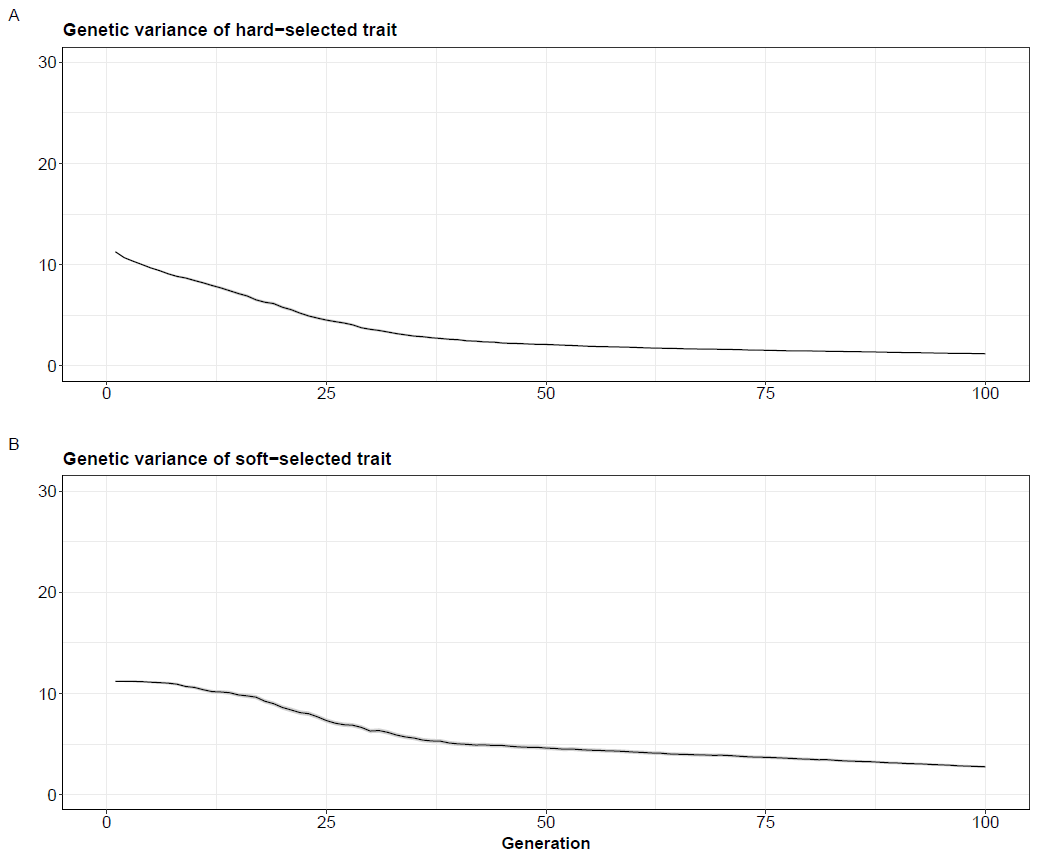 A
Genetic variance of hard−selected trait
30
20
10
0
0 25 50 75 100
B
Genetic variance of soft−selected trait
30
20
10
0
0 25 50 75 100
Generation